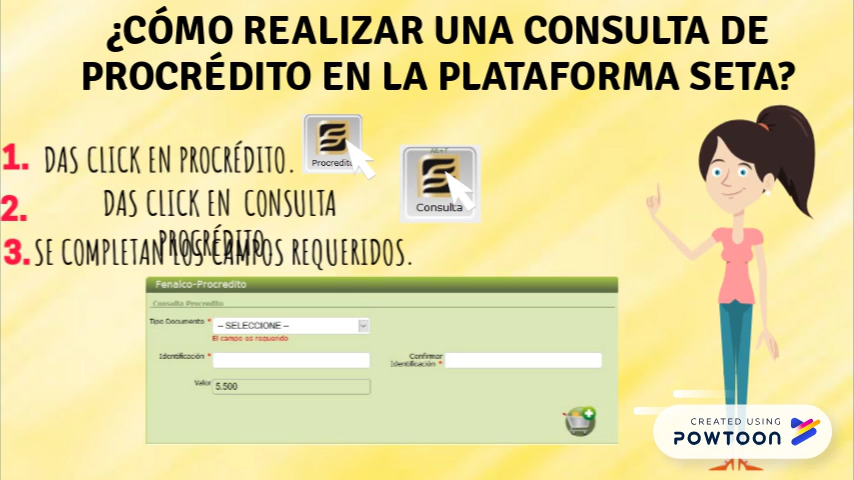 ¿CÓMO REALIZAR UNA CONSULTA DE
PROCRÉDITO EN LA PLATAFORMA SETA?
1. DAS CLICK EN PROCRÉDITO.
Procredito
2. DAS CLICK EN CONSULTA
PROCRÉDITO.
Consulta
3. SE COMPLETAN LOS CAMPOS REQUERIDOS.
Fenalco-Procredito
Consulta Procredito
Tipo Documento * -- SELECCIONE --
El campo es requerido
Identificación *
Confirmar
Identificación *
Valor 5.500
CREATED USING
POWTOON